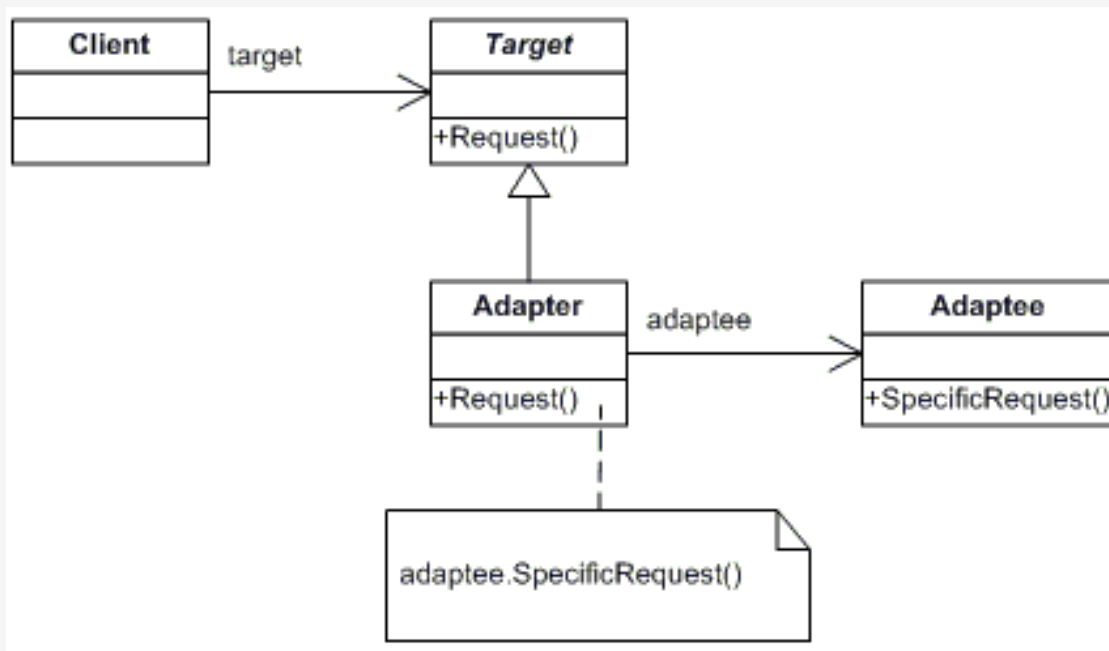 Client
target
Target
+Request()
Adapter
adaptee
Adaptee
+Request()
+SpecificRequest()
adaptee.SpecificRequest()